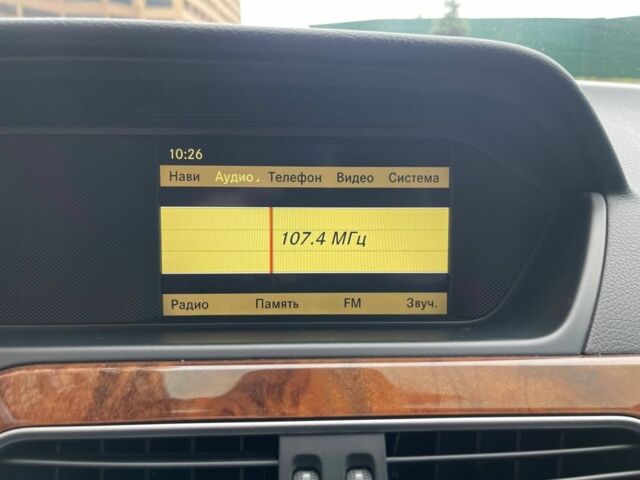 10:26
Нави Аудио Телефон Видео Система
107.4 МГц
Радио Память FM Звуч.